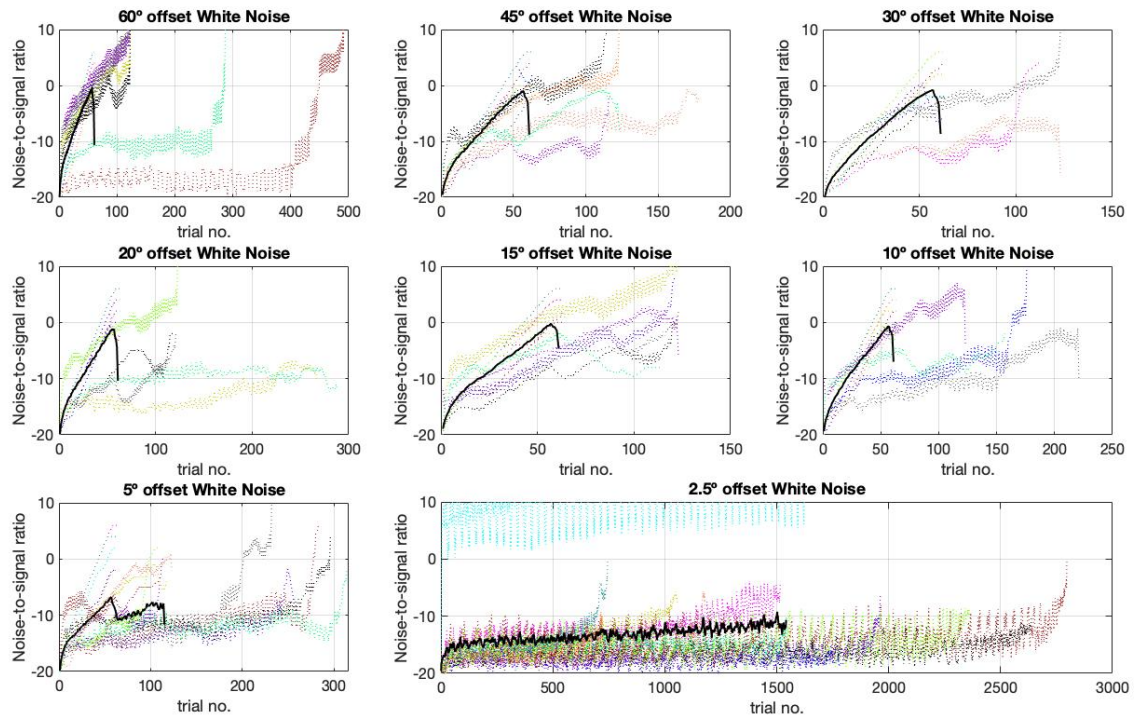 60º offset White Noise
10
0
-10
-20
Noise-to-signal ratio
0 100 200 300 400 500
trial no.
45º offset White Noise
10
0
-10
-20
Noise-to-signal ratio
0 50 100 150 200
trial no.
30º offset White Noise
10
0
-10
-20
Noise-to-signal ratio
0 50 100 150
trial no.
20º offset White Noise
10
0
-10
-20
Noise-to-signal ratio
0 100 200 300
trial no.
15º offset White Noise
10
0
-10
-20
Noise-to-signal ratio
0 50 100 150
trial no.
10º offset White Noise
10
0
-10
-20
Noise-to-signal ratio
0 50 100 150 200 250
trial no.
5º offset White Noise
10
0
-10
-20
Noise-to-signal ratio
0 100 200 300
trial no.
2.5º offset White Noise
10
0
-10
-20
Noise-to-signal ratio
0 500 1000 1500 2000 2500 3000
trial no.